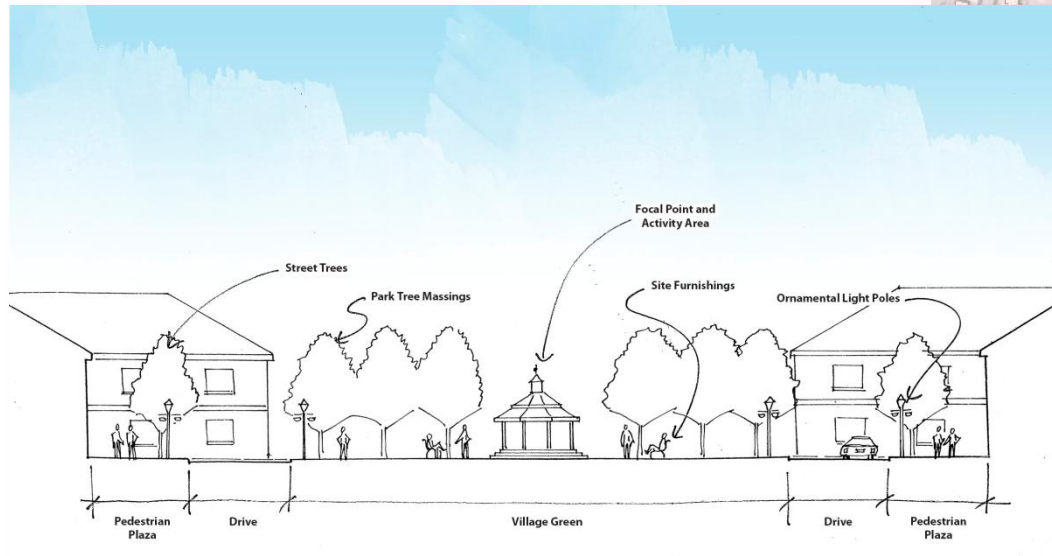 Focal Point and
Activity Area
Street Trees
Park Tree Massings
Site Furnishings
Ornamental Light Poles
Pedestrian
Plaza
Drive
Village Green
Drive
Pedestrian
Plaza